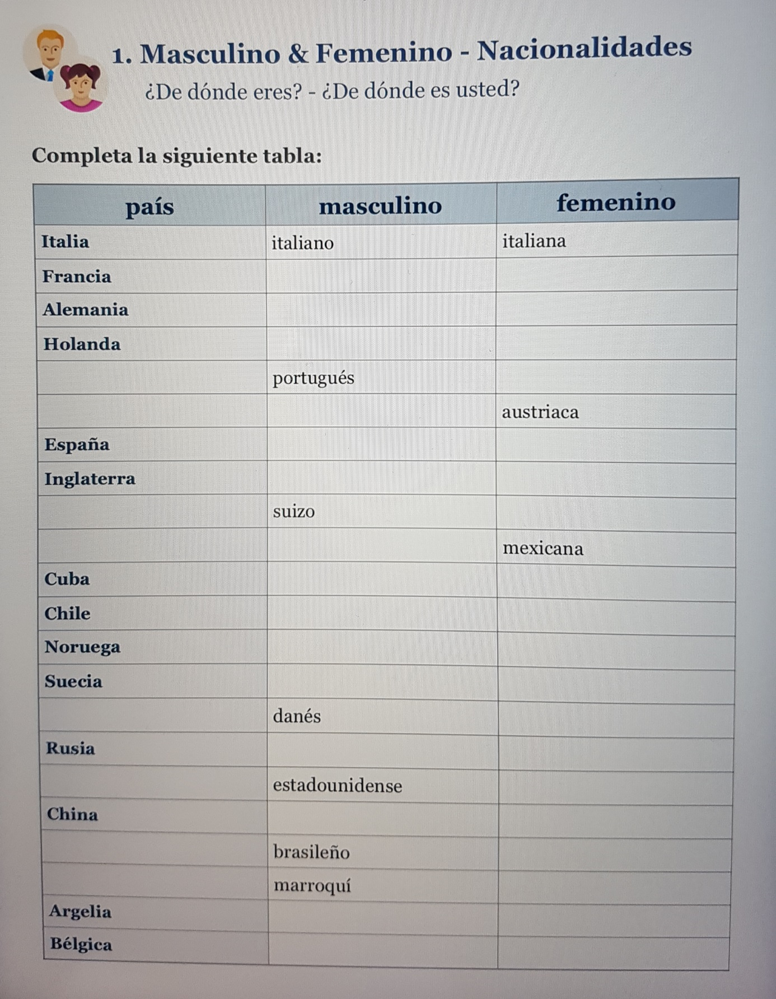 1. Masculino & Femenino - Nacionalidades
¿De dónde eres? - ¿De dónde es usted?
Completa la siguiente tabla:
país masculino femenino
Italia italiano italiana
Francia
Alemania
Holanda
portugués
austriaca
España
Inglaterra
suizo
mexicana
Cuba
Chile
Noruega
Suecia
danés
Rusia
estadounidense
China
brasileño
marroquí
Argelia
Bélgica